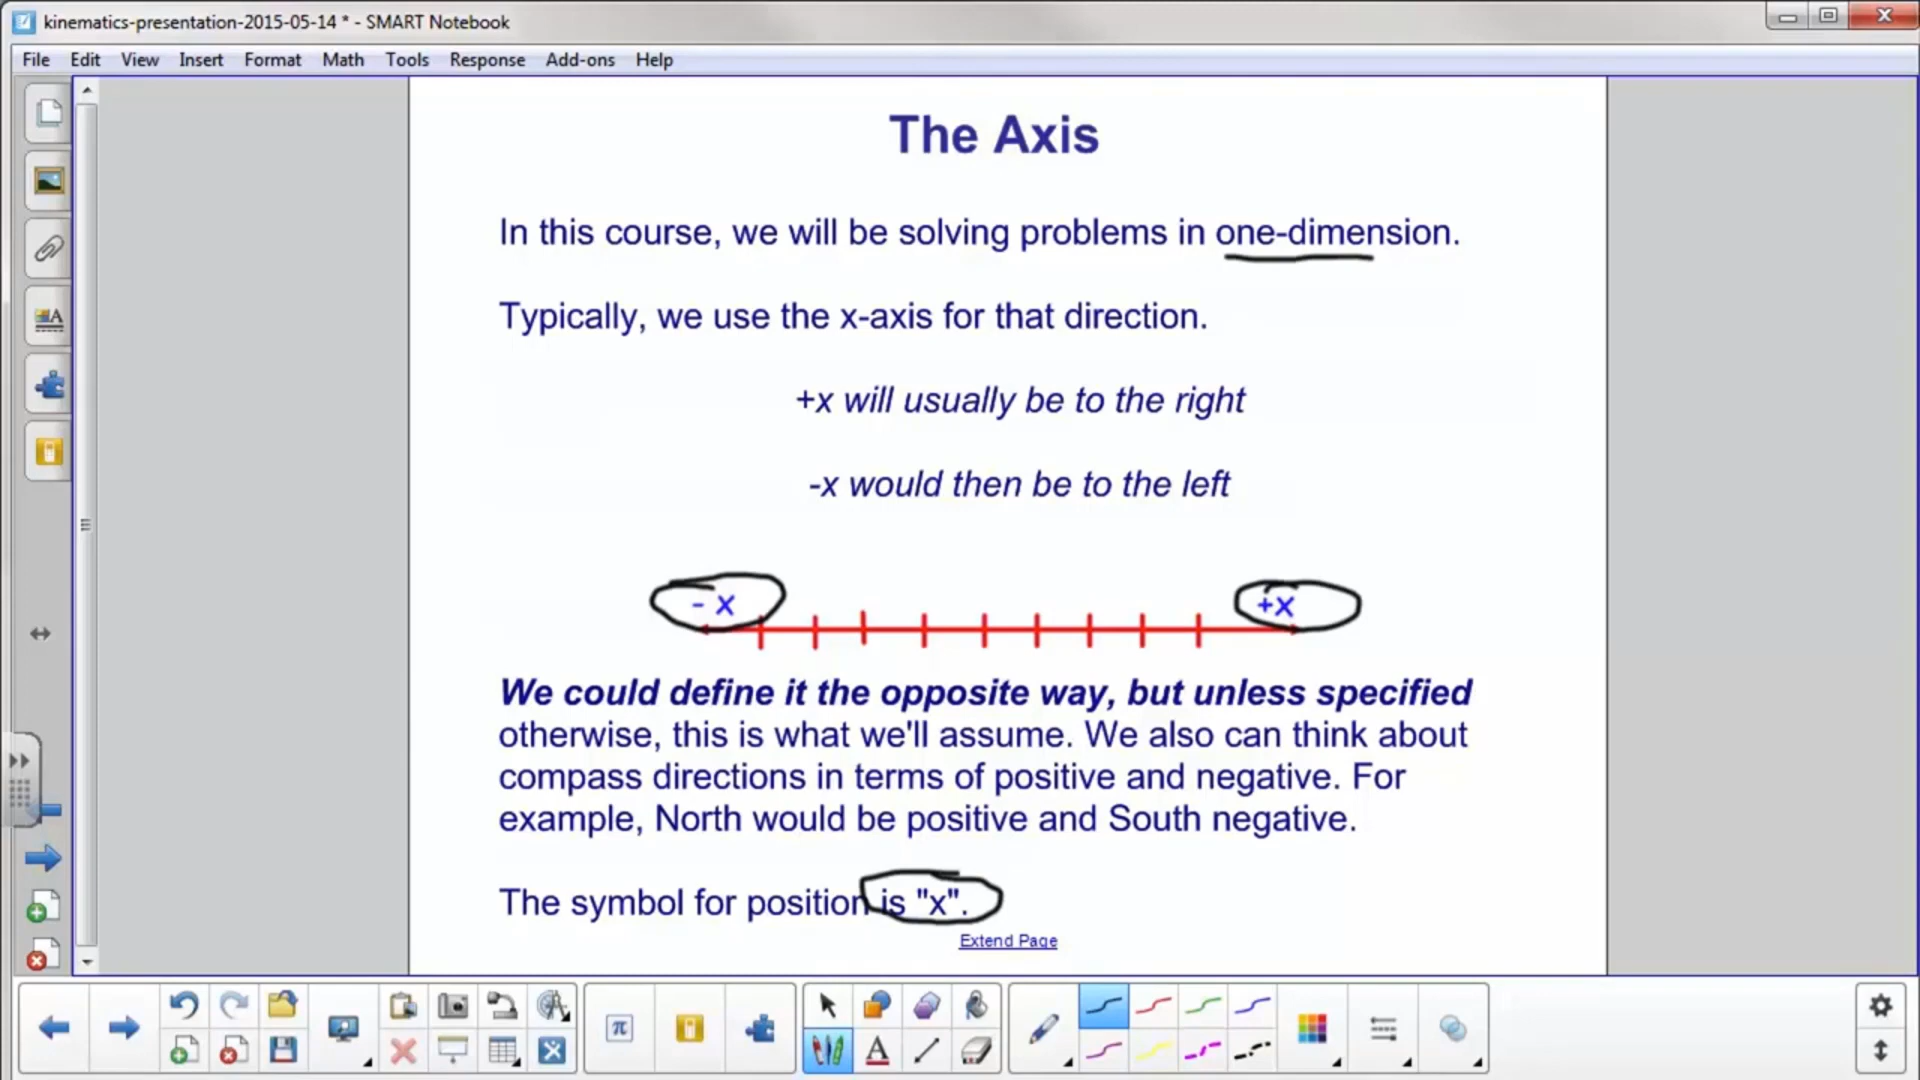 kinematics-presentation-2015-05-14 * - SMART Notebook
File Edit View Insert Format Math Tools Response Add-ons Help
The Axis
In this course, we will be solving problems in one-dimension.
Typically, we use the x-axis for that direction.
+x will usually be to the right
-x would then be to the left
- x +x
We could define it the opposite way, but unless specified
otherwise, this is what we'll assume. We also can think about
compass directions in terms of positive and negative. For
example, North would be positive and South negative.
The symbol for position is "x".
Extend Page